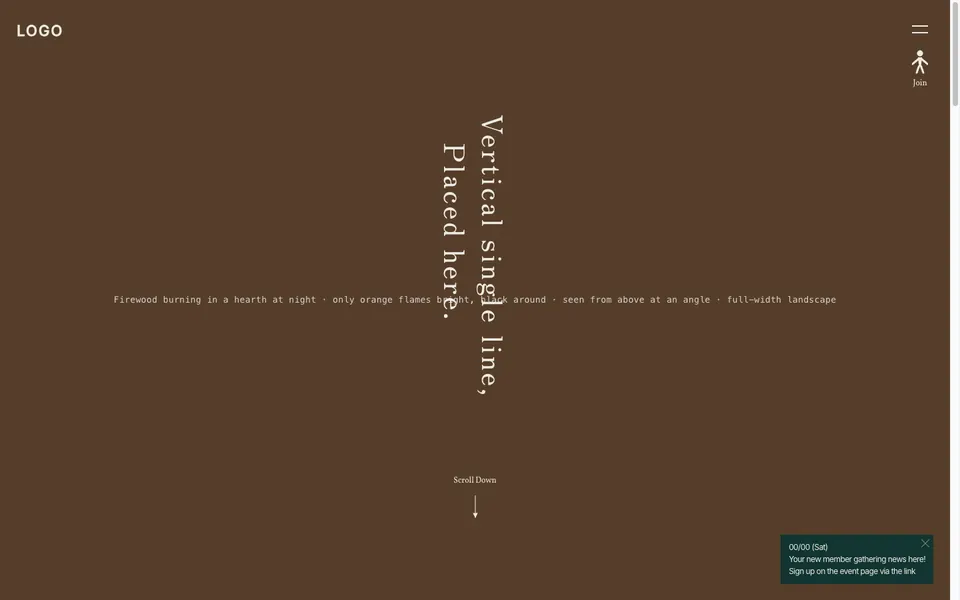 LOGO
Join
Vertical single line,
Placed here.
Firewood burning in a hearth at night · only orange flames bright, black around · seen from above at an angle · full-width landscape
Scroll Down
00/00 (Sat)
Your new member gathering news here!
Sign up on the event page via the link